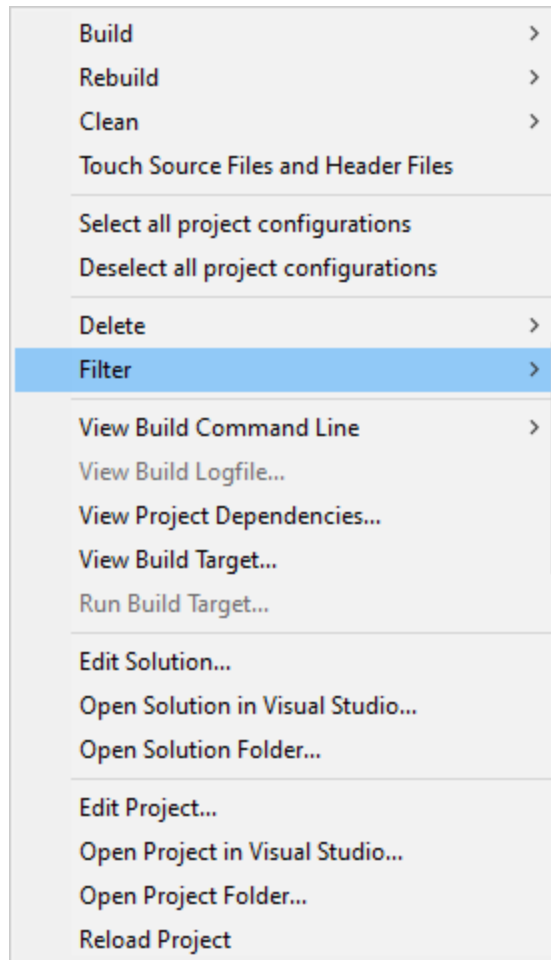 Build
Rebuild
Clean
Touch Source Files and Header Files
Select all project configurations
Deselect all project configurations
Delete
Filter
View Build Command Line
View Build Logfile...
View Project Dependencies...
View Build Target...
Run Build Target...
Edit Solution...
Open Solution in Visual Studio...
Open Solution Folder...
Edit Project...
Open Project in Visual Studio...
Open Project Folder...
Reload Project